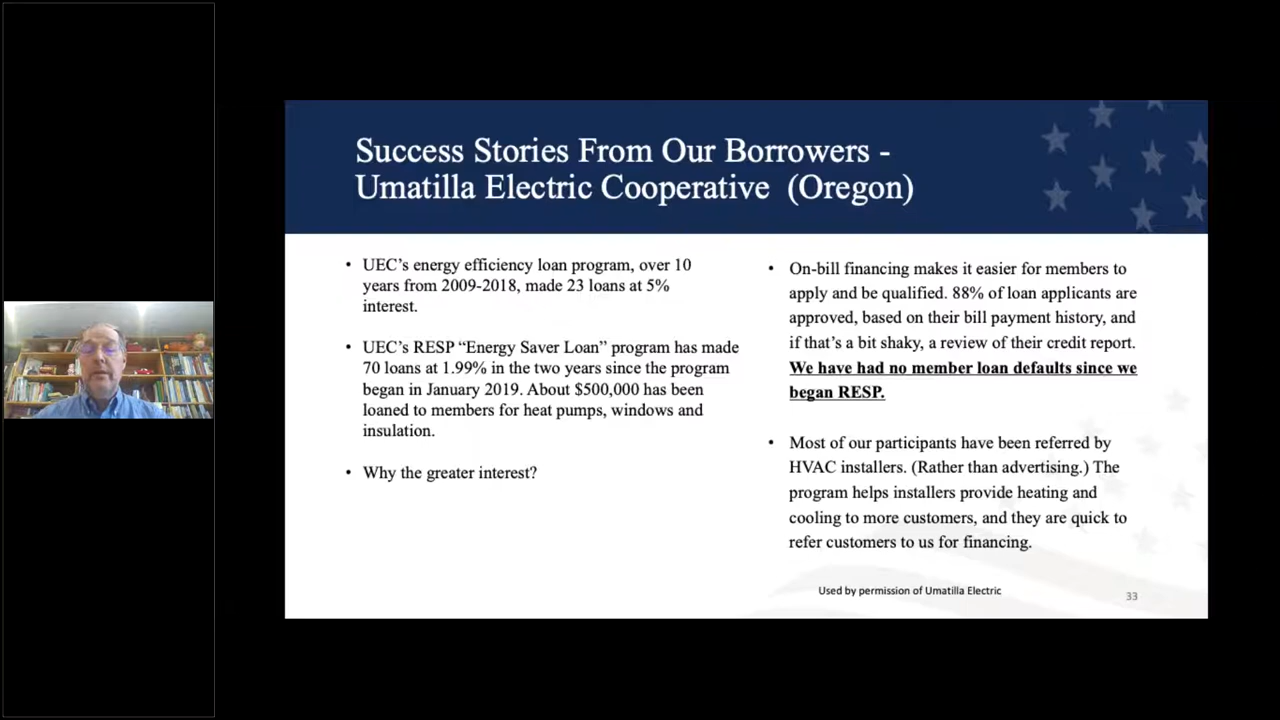 Success Stories From Our Borrowers -
Umatilla Electric Cooperative (Oregon)
• UEC’s energy efficiency loan program, over 10
years from 2009-2018, made 23 loans at 5%
interest.
• UEC’s RESP “Energy Saver Loan” program has made
70 loans at 1.99% in the two years since the program
began in January 2019. About $500,000 has been
loaned to members for heat pumps, windows and
insulation.
• Why the greater interest?
• On-bill financing makes it easier for members to
apply and be qualified. 88% of loan applicants are
approved, based on their bill payment history, and
if that’s a bit shaky, a review of their credit report.
We have had no member loan defaults since we
began RESP.
• Most of our participants have been referred by
HVAC installers. (Rather than advertising.) The
program helps installers provide heating and
cooling to more customers, and they are quick to
refer customers to us for financing.
Used by permission of Umatilla Electric
33